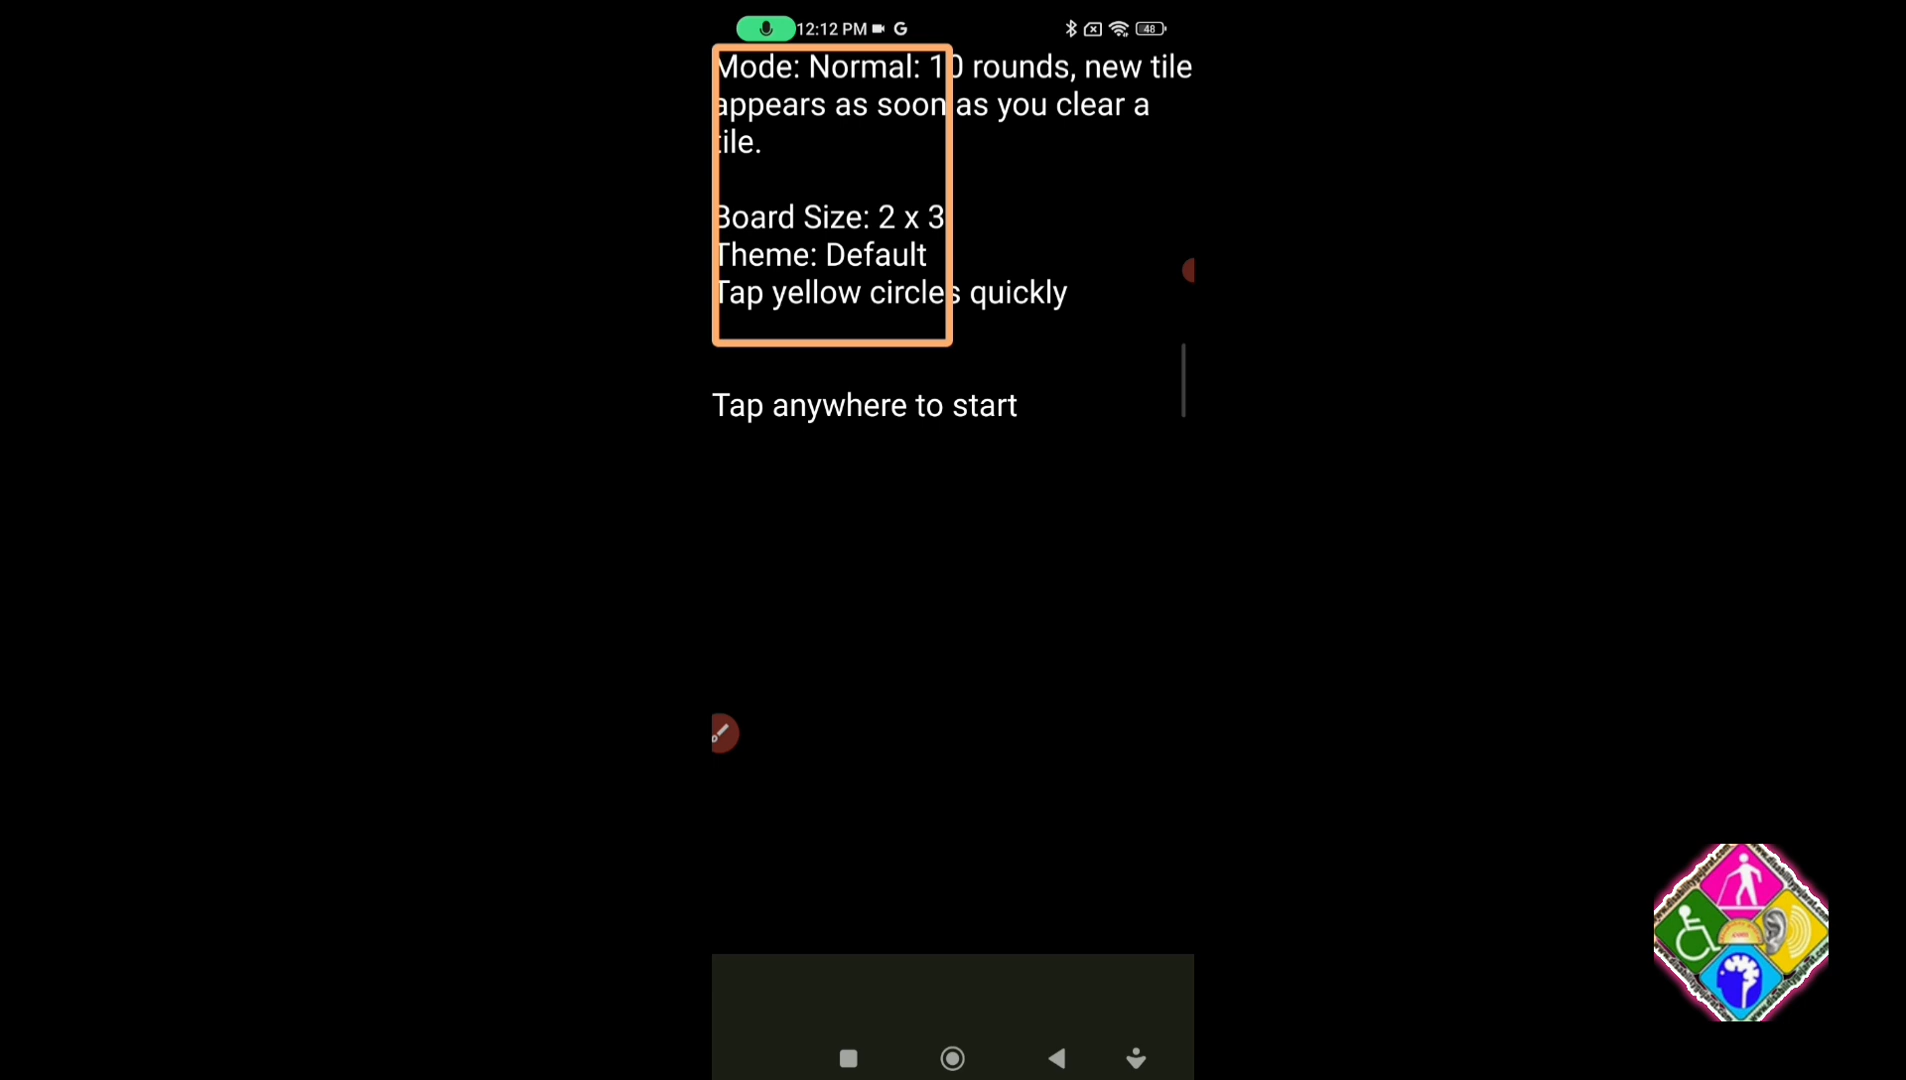 12:12 PM G 48
Mode: Normal: 10 rounds, new tile
appears as soon as you clear a
tile.
Board Size: 2 x 3
Theme: Default
Tap yellow circles quickly
Tap anywhere to start